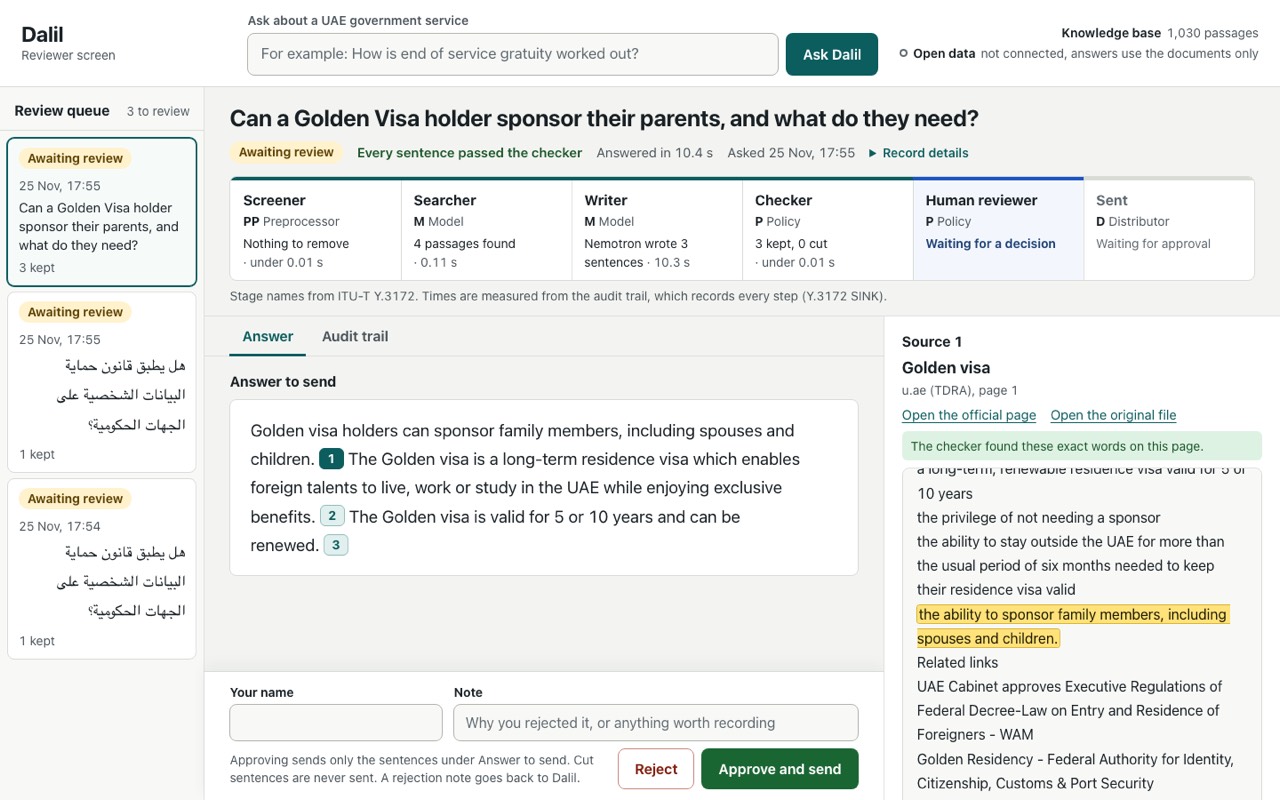 Dalil
Reviewer screen
Ask about a UAE government service
For example: How is end of service gratuity worked out?
Ask Dalil
Knowledge base 1,030 passages
Open data not connected, answers use the documents only
Review queue 3 to review
Awaiting review
25 Nov, 17:55
Can a Golden Visa holder
sponsor their parents, and
what do they need?
3 kept
Awaiting review
25 Nov, 17:55
هل يطبق قانون حماية
البيانات الشخصية على
الجهات الحكومية؟
1 kept
Awaiting review
25 Nov, 17:54
هل يطبق قانون حماية
البيانات الشخصية على
الجهات الحكومية؟
1 kept
Can a Golden Visa holder sponsor their parents, and what do they need?
Awaiting review Every sentence passed the checker Answered in 10.4 s Asked 25 Nov, 17:55 ▶ Record details
Screener
PP Preprocessor
Nothing to remove
· under 0.01 s
Searcher
M Model
4 passages found
· 0.11 s
Writer
M Model
Nemotron wrote 3
sentences · 10.3 s
Checker
P Policy
3 kept, 0 cut
· under 0.01 s
Human reviewer
P Policy
Waiting for a decision
Sent
D Distributor
Waiting for approval
Stage names from ITU-T Y.3172. Times are measured from the audit trail, which records every step (Y.3172 SINK).
Answer Audit trail
Answer to send
Golden visa holders can sponsor family members, including spouses and
children. 1 The Golden visa is a long-term residence visa which enables
foreign talents to live, work or study in the UAE while enjoying exclusive
benefits. 2 The Golden visa is valid for 5 or 10 years and can be
renewed. 3
Your name
Note
Why you rejected it, or anything worth recording
Approving sends only the sentences under Answer to send. Cut
sentences are never sent. A rejection note goes back to Dalil.
Reject
Approve and send
Source 1
Golden visa
u.ae (TDRA), page 1
Open the official page Open the original file
The checker found these exact words on this page.
a long-term, renewable residence visa valid for 5 or
10 years
the privilege of not needing a sponsor
the ability to stay outside the UAE for more than
the usual period of six months needed to keep
their residence visa valid
the ability to sponsor family members, including
spouses and children.
Related links
UAE Cabinet approves Executive Regulations of
Federal Decree-Law on Entry and Residence of
Foreigners - WAM
Golden Residency - Federal Authority for Identity,
Citizenship, Customs & Port Security